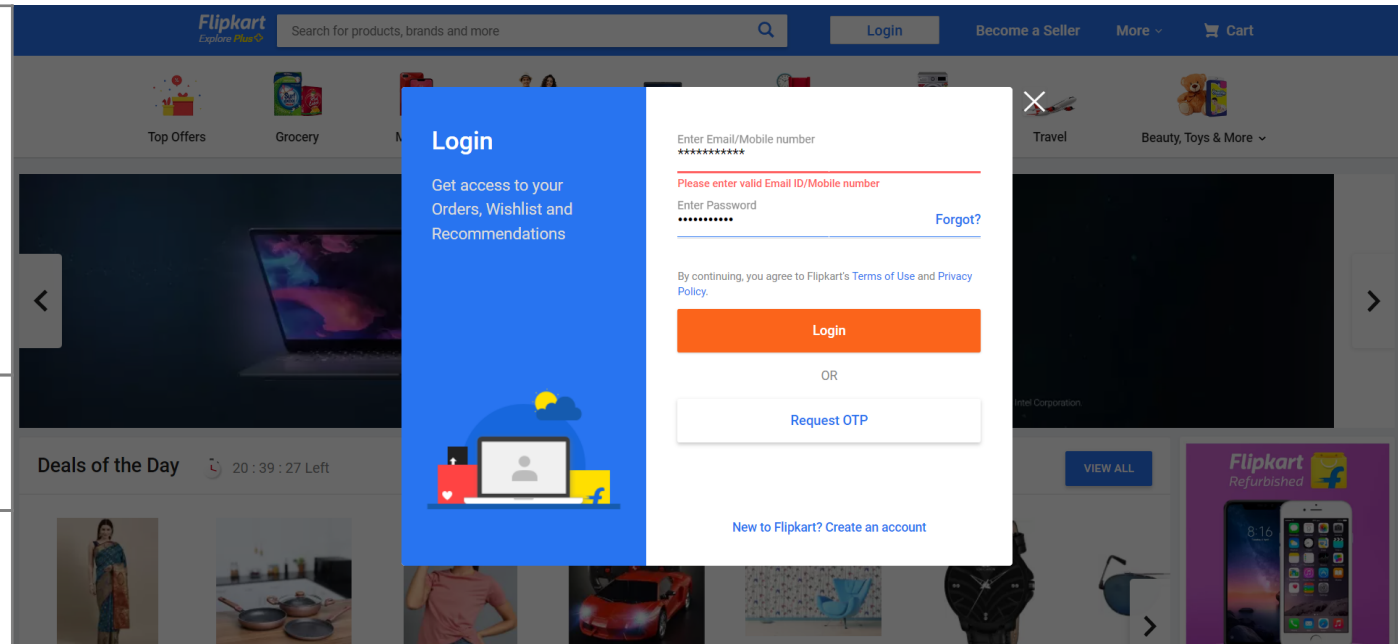 Flipkart
Explore Plus
Search for products, brands and more
Login
Become a Seller
More
Cart
Top Offers
Grocery
Travel
Beauty, Toys & More
Login
Get access to your
Orders, Wishlist and
Recommendations
Enter Email/Mobile number
***********
Please enter valid Email ID/Mobile number
Enter Password
•••••••••••
Forgot?
By continuing, you agree to Flipkart's Terms of Use and Privacy
Policy.
Login
OR
Request OTP
New to Flipkart? Create an account
Intel Corporation
Deals of the Day
20 : 39 : 27 Left
VIEW ALL
Flipkart
Refurbished
8:16